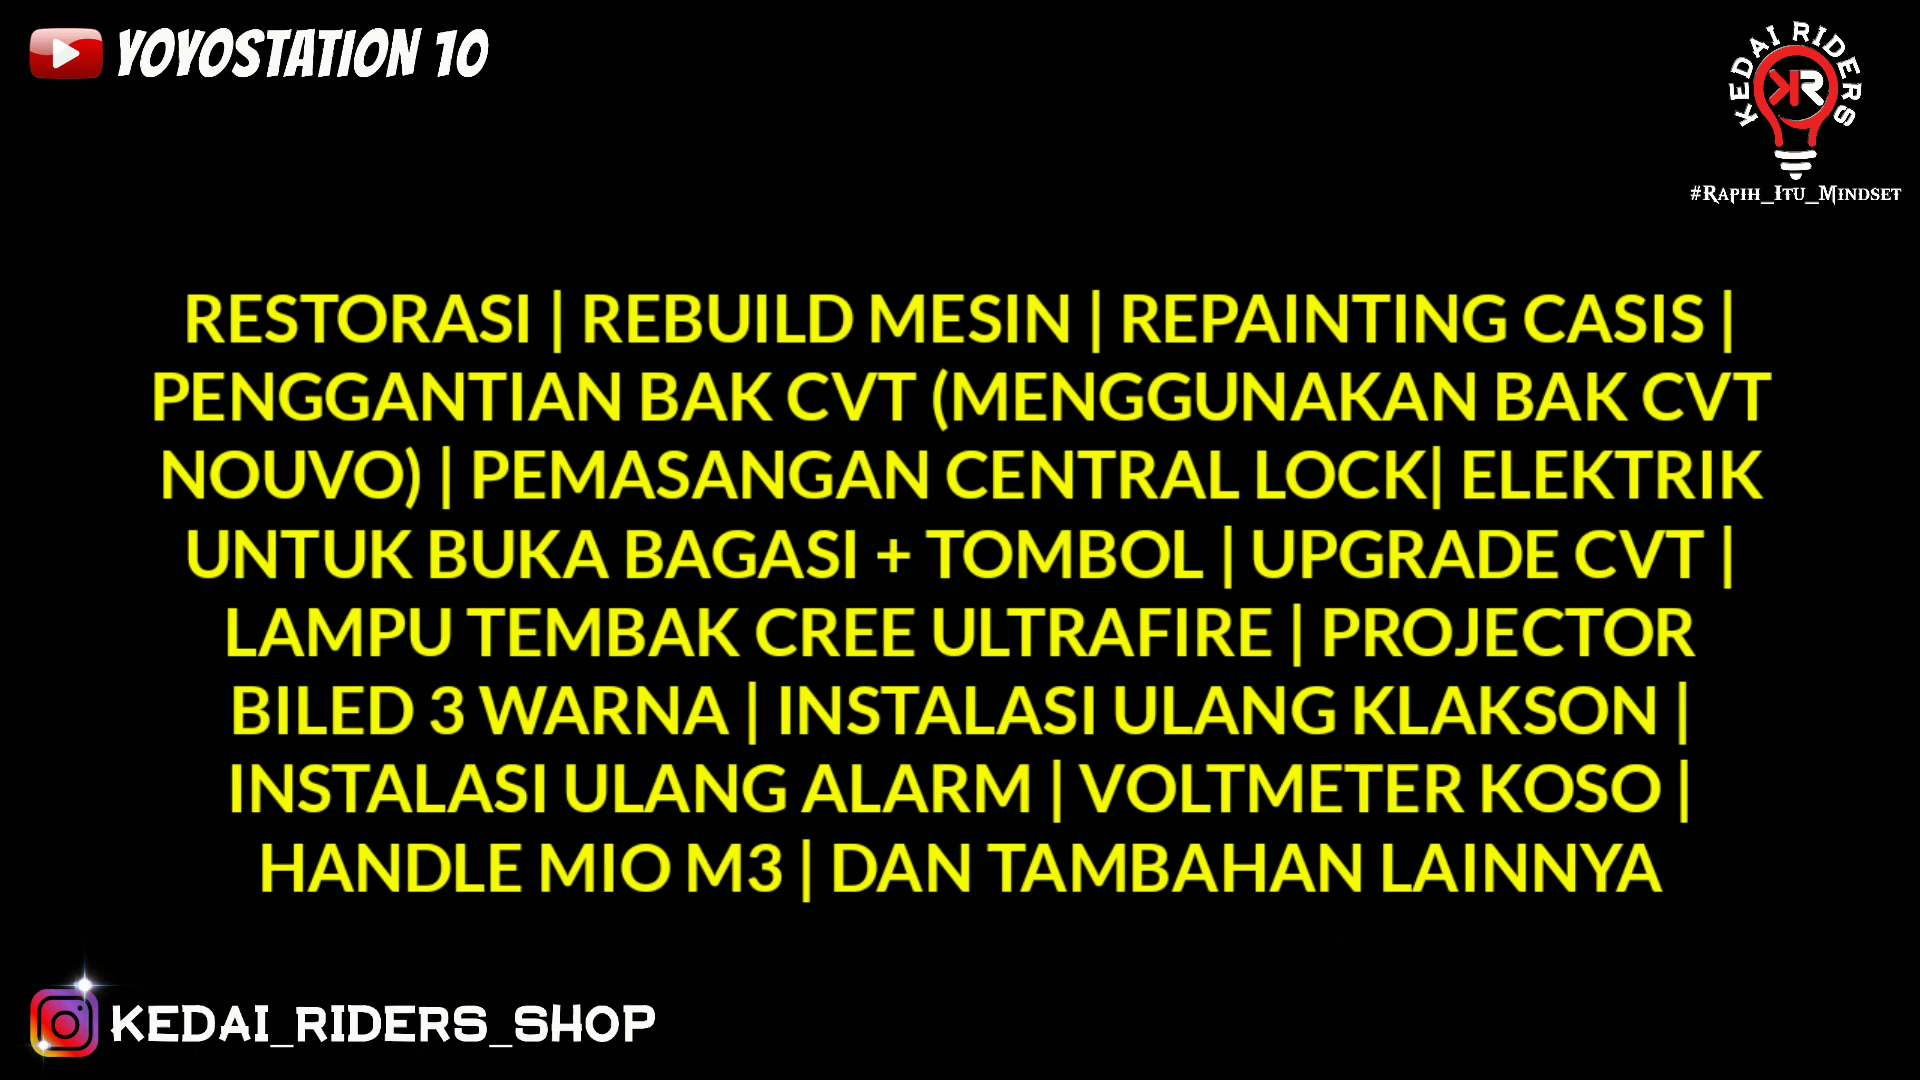 YOYOSTATION 10
KEDAI RIDERS
KR
#RAPIH_ITU_MINDSET
RESTORASI | REBUILD MESIN | REPAINTING CASIS |
PENGGANTIAN BAK CVT (MENGGUNAKAN BAK CVT
NOUVO) | PEMASANGAN CENTRAL LOCK| ELEKTRIK
UNTUK BUKA BAGASI + TOMBOL | UPGRADE CVT |
LAMPU TEMBAK CREE ULTRAFIRE | PROJECTOR
BILED 3 WARNA | INSTALASI ULANG KLAKSON |
INSTALASI ULANG ALARM | VOLTMETER KOSO |
HANDLE MIO M3 | DAN TAMBAHAN LAINNYA
KEDAI_RIDERS_SHOP